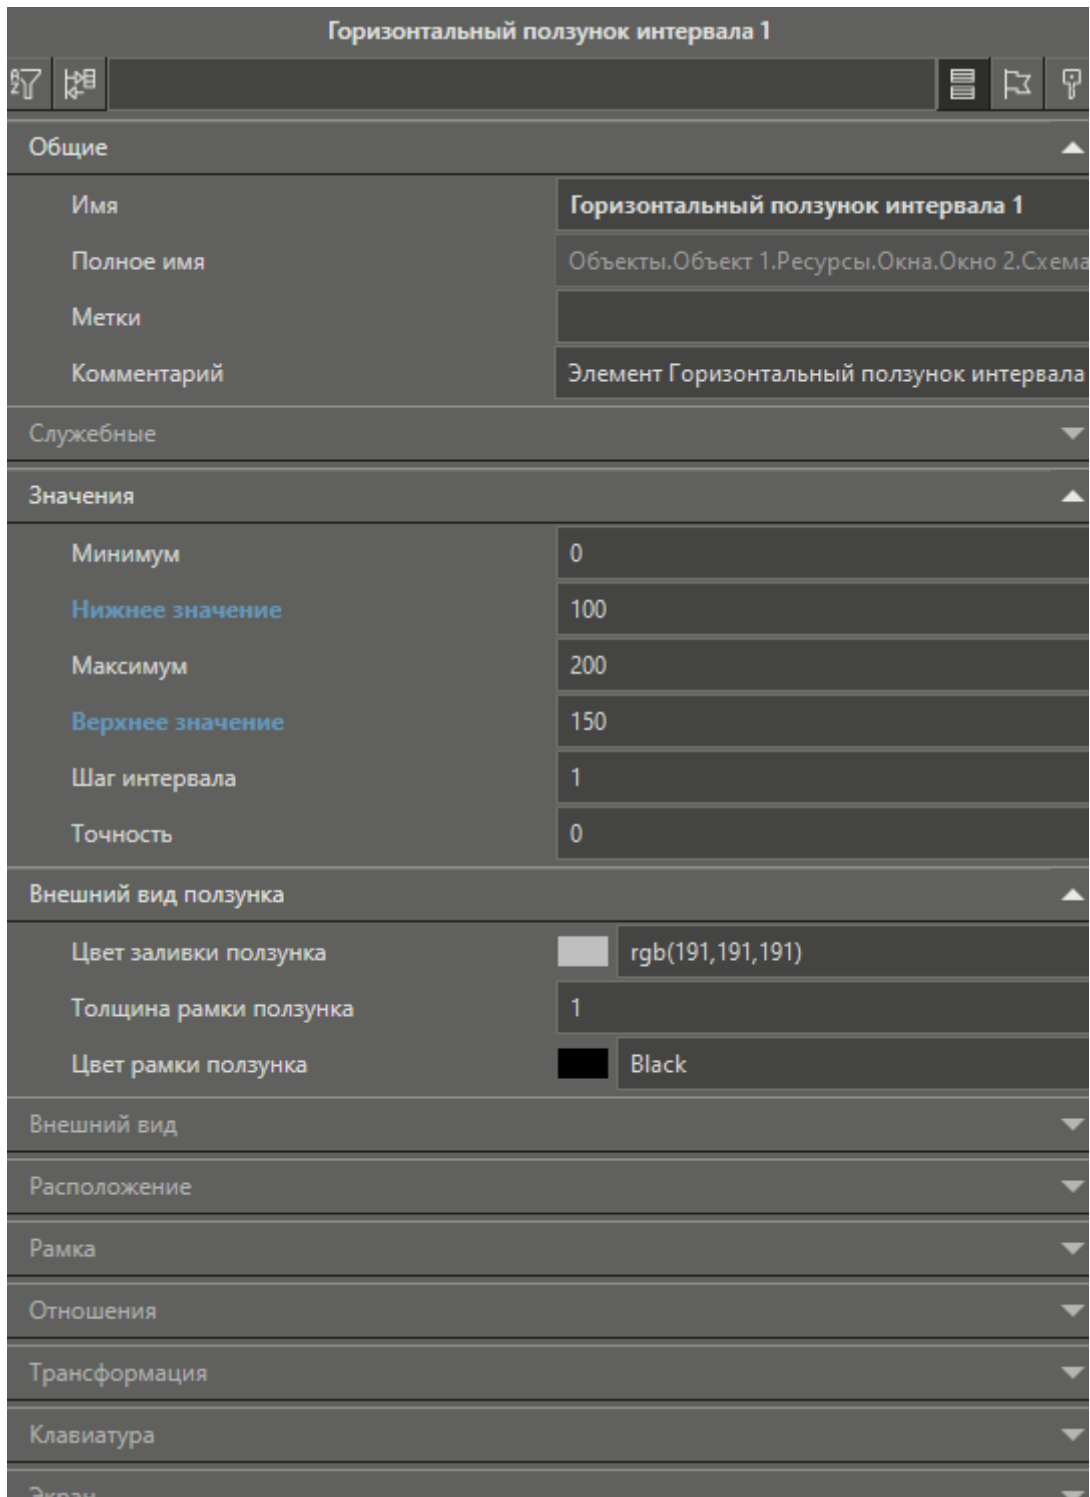 Горизонтальный ползунок интервала 1
Общие
Имя Горизонтальный ползунок интервала 1
Полное имя Объекты.Объект 1.Ресурсы.Окна.Окно 2.Схема
Метки
Комментарий Элемент Горизонтальный ползунок интервала
Служебные
Значения
Минимум 0
Нижнее значение 100
Максимум 200
Верхнее значение 150
Шаг интервала 1
Точность 0
Внешний вид ползунка
Цвет заливки ползунка rgb(191,191,191)
Толщина рамки ползунка 1
Цвет рамки ползунка Black
Внешний вид
Расположение
Рамка
Отношения
Трансформация
Клавиатура
Экран